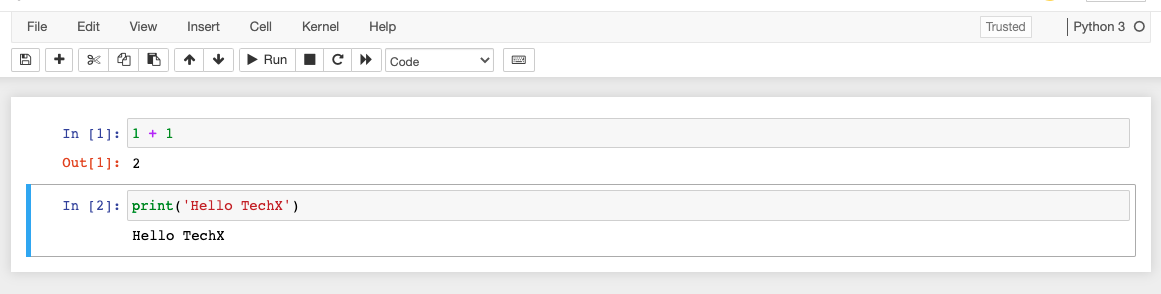 File Edit View Insert Cell Kernel Help Trusted Python 3
Run Code
In [1]: 1 + 1
Out[1]: 2
In [2]: print('Hello TechX')
Hello TechX